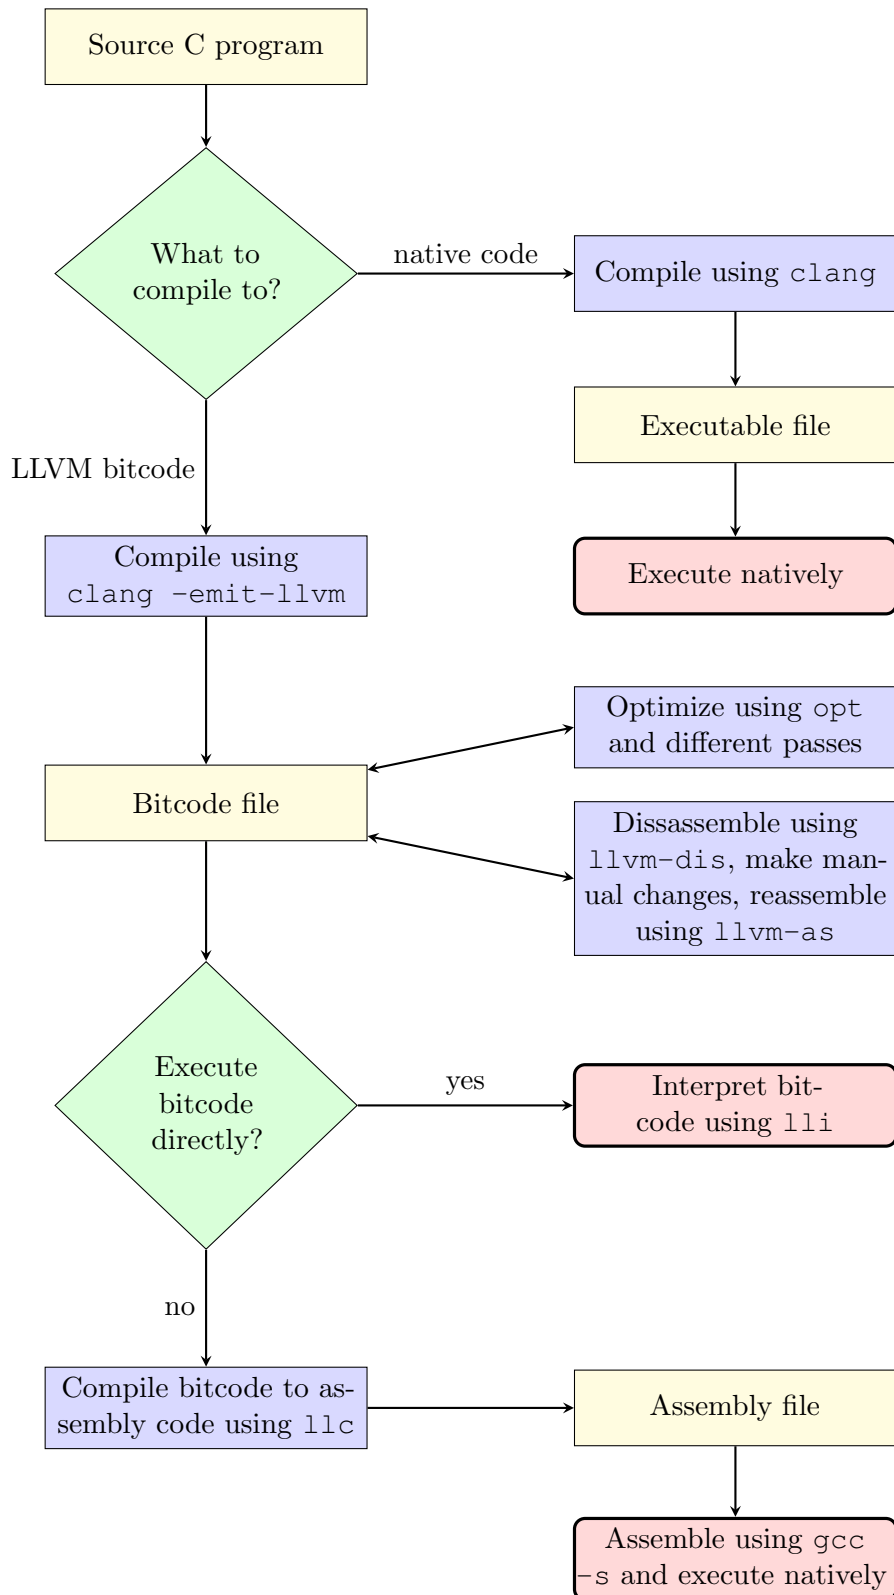 Source C program
What to
compile to?
native code
Compile using clang
Executable file
LLVM bitcode
Execute natively
Compile using
clang -emit-llvm
Optimize using opt
and different passes
Bitcode file
Dissassemble using
llvm-dis, make man-
ual changes, reassemble
using llvm-as
Execute
bitcode
directly?
yes
Interpret bit-
code using lli
no
Compile bitcode to as-
sembly code using llc
Assembly file
Assemble using gcc
-s and execute natively